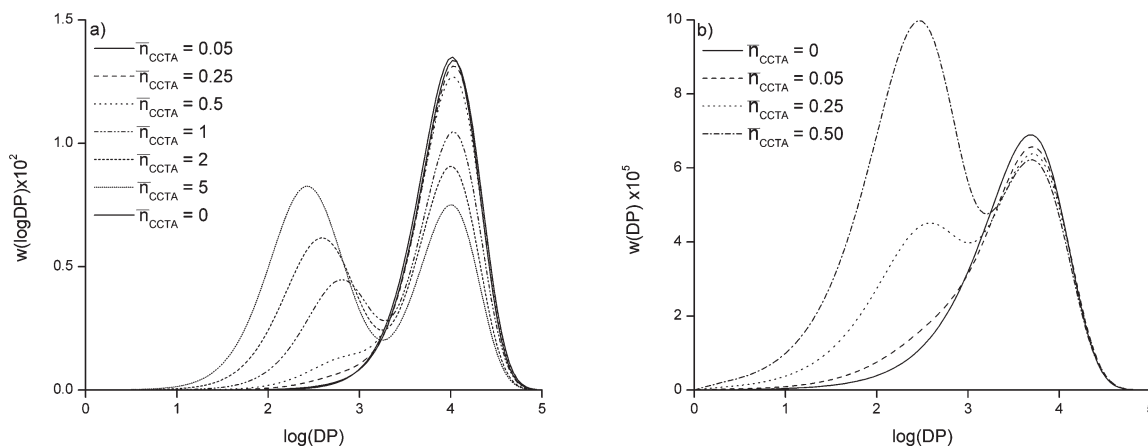 a)
n̄CCTA = 0.05
n̄CCTA = 0.25
n̄CCTA = 0.5
n̄CCTA = 1
n̄CCTA = 2
n̄CCTA = 5
n̄CCTA = 0
w(logDP)x10²
1.5
1.0
0.5
0.0
0 1 2 3 4 5
log(DP)
b)
n̄CCTA = 0
n̄CCTA = 0.05
n̄CCTA = 0.25
n̄CCTA = 0.50
w(DP) x10⁵
10
8
6
4
2
0
0 1 2 3 4
log(DP)